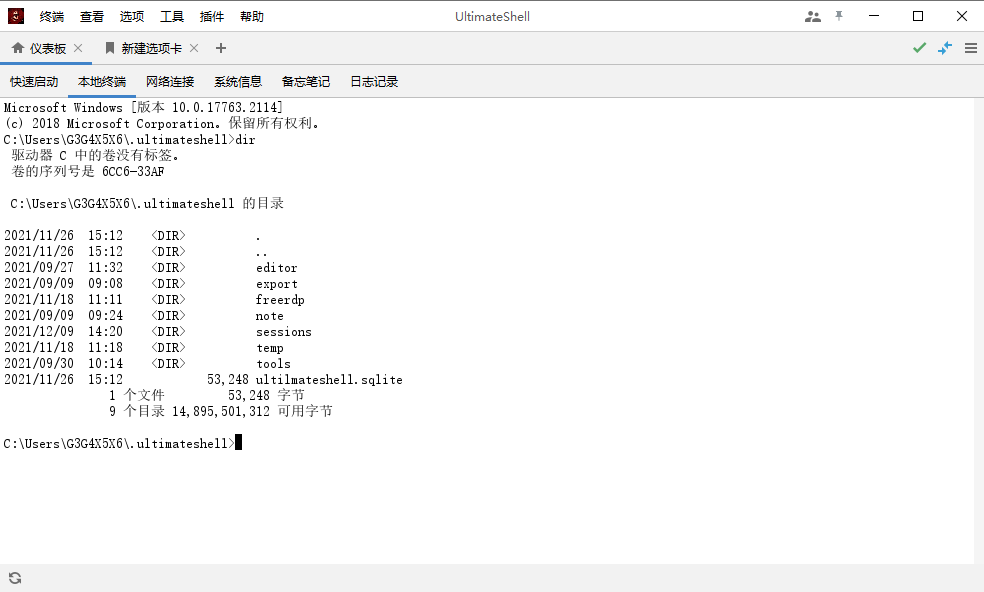 终端 查看 选项 工具 插件 帮助 UltimateShell
仪表板 新建选项卡
快速启动 本地终端 网络连接 系统信息 备忘笔记 日志记录
Microsoft Windows [版本 10.0.17763.2114]
(c) 2018 Microsoft Corporation。保留所有权利。
C:\Users\G3G4X5X6\.ultimateshell>dir
驱动器 C 中的卷没有标签。
卷的序列号是 6CC6-33AF
C:\Users\G3G4X5X6\.ultimateshell 的目录
2021/11/26  15:12    <DIR>          .
2021/11/26  15:12    <DIR>          ..
2021/09/27  11:32    <DIR>          editor
2021/09/09  09:08    <DIR>          export
2021/11/18  11:11    <DIR>          freerdp
2021/09/09  09:24    <DIR>          note
2021/12/09  14:20    <DIR>          sessions
2021/11/18  11:18    <DIR>          temp
2021/09/30  10:14    <DIR>          tools
2021/11/26  15:12            53,248 ultilmateshell.sqlite
1 个文件         53,248 字节
9 个目录 14,895,501,312 可用字节
C:\Users\G3G4X5X6\.ultimateshell>